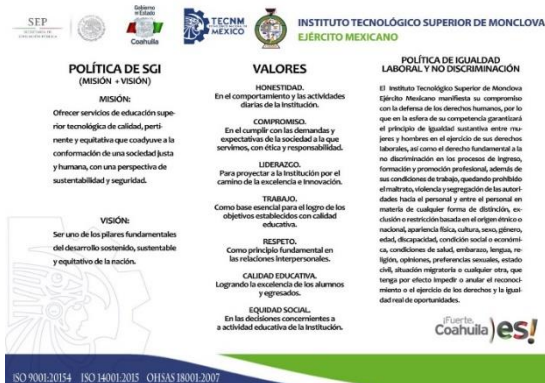 SEP
Gobierno
de Estado
Coahuila
TECNM
MÉXICO
INSTITUTO TECNOLÓGICO SUPERIOR DE MONCLOVA
EJÉRCITO MEXICANO
POLÍTICA DE SGI
(MISIÓN +VISIÓN)
MISIÓN:
Ofrecer servicios de educación supe-
rior tecnológica de calidad, perti-
nente y equitativa que coadyuve a la
conformación de una sociedad justa
y humana, con una perspectiva de
sustentabilidad y seguridad.
VISIÓN:
Ser uno de los pilares fundamentales
del desarrollo sostenido, sustentable
y equitativo de la nación.
VALORES
HONESTIDAD.
En el comportamiento y las actividades
diarias de la Institución.
COMPROMISO.
En el cumplir con las demandas y
expectativas de la sociedad a la que
servimos, con ética y responsabilidad.
LIDERAZGO.
Para proyectar a la Institución por el
camino de la excelencia e Innovación.
TRABAJO.
Como base esencial para el logro de los
objetivos establecidos con calidad
educativa.
RESPETO.
Como principio fundamental en
las relaciones interpersonales.
CALIDAD EDUCATIVA.
Logrando la excelencia de los alumnos
y egresados.
EQUIDAD SOCIAL.
En las decisiones concernientes a
a actividad educativa de la Institución.
POLÍTICA DE IGUALDAD
LABORAL Y NO DISCRIMINACIÓN
El Instituto Tecnológico Superior de Monclova
Ejército Mexicano manifiesta su compromiso
con la defensa de los derechos humanos, por lo
que en la esfera de su competencia garantizará
el principio de igualdad sustantiva entre mu-
jeres y hombres en el ejercicio de sus derechos
laborales, así como el derecho fundamental a la
no discriminación en los procesos de ingreso,
formación y promoción profesional, además de
sus condiciones de trabajo, quedando prohibido
el maltrato, violencia y segregación de las autori-
dades hacia el personal y entre el personal en
materia de cualquier forma de distinción, ex-
clusión o restricción basada en el origen étnico o
nacional, apariencia física, cultura, sexo, género,
edad, discapacidad, condición social o económi-
ca, condiciones de salud, embarazo, lengua, re-
ligión, opiniones, preferencias sexuales, estado
civil, situación migratoria o cualquier otra, que
tenga por efecto impedir o anular el reconoci-
miento o el ejercicio de los derechos y la igual-
dad real de oportunidades.
¡Fuerte.
Coahuila es!
ISO 9001:20154 ISO 14001:2015 OHSAS 18001:2007